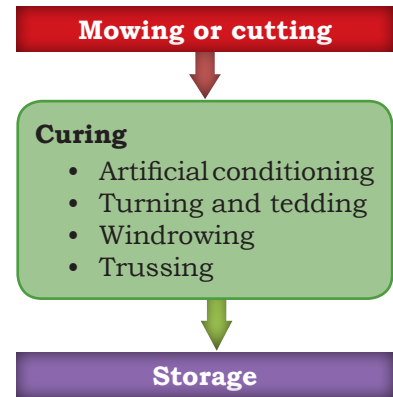 Mowing or cutting
Curing
• Artificial conditioning
• Turning and tedding
• Windrowing
• Trussing
Storage